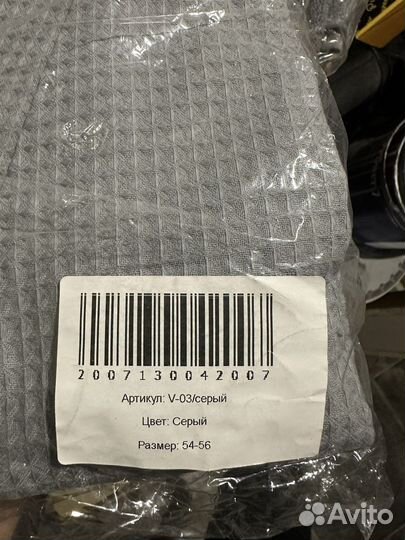 2007130042007
Артикул: V-03/серый
Цвет: Серый
Размер: 54-56
Avito